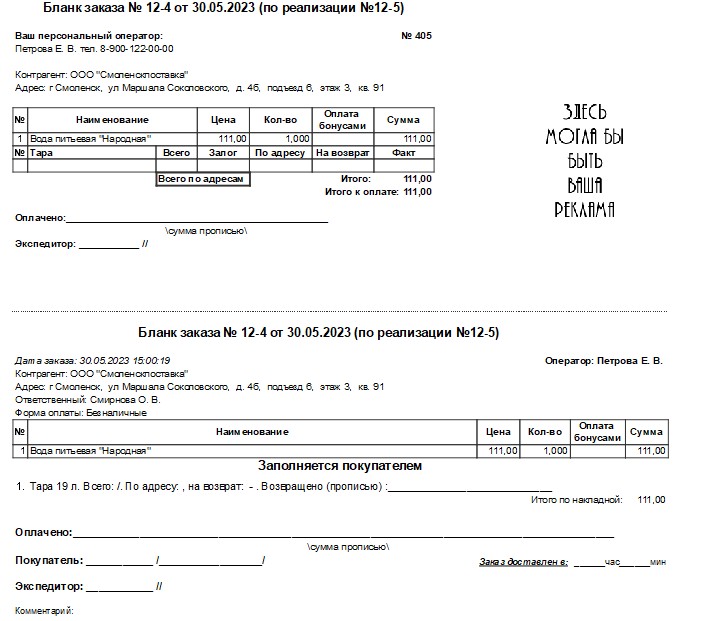 Бланк заказа № 12-4 от 30.05.2023 (по реализации №12-5)
Ваш персональный оператор: № 405
Петрова Е. В. тел. 8-900-122-00-00
Контрагент: ООО "Смоленскпоставка"
Адрес: г Смоленск, ул Маршала Соколовского, д. 4б, подъезд 6, этаж 3, кв. 91
№ Наименование Цена Кол-во Оплата бонусами Сумма
1 Вода питьевая "Народная" 111,00 1,000 111,00
№ Тара Всего Залог По адресу На возврат Факт
Всего по адресам Итого: 111,00
Итого к оплате: 111,00
Оплачено:
\сумма прописью\
Экспедитор: ____________ //
ЗДЕСЬ
МОГЛА БЫ
БЫТЬ
ВАША
РЕКЛАМА
Бланк заказа № 12-4 от 30.05.2023 (по реализации №12-5)
Дата заказа: 30.05.2023 15:00:19 Оператор: Петрова Е. В.
Контрагент: ООО "Смоленскпоставка"
Адрес: г Смоленск, ул Маршала Соколовского, д. 4б, подъезд 6, этаж 3, кв. 91
Ответственный: Смирнова О. В.
Форма оплаты: Безналичные
№ Наименование Цена Кол-во Оплата бонусами Сумма
1 Вода питьевая "Народная" 111,00 1,000 111,00
Заполняется покупателем
1. Тара 19 л. Всего: /. По адресу: , на возврат: - . Возвращено (прописью) :____________________________
Итого по накладной: 111,00
Оплачено:
\сумма прописью\
Покупатель: ____________ /___________________/ Заказ доставлен в: ______час______мин
Экспедитор: ____________ //
Комментарий: